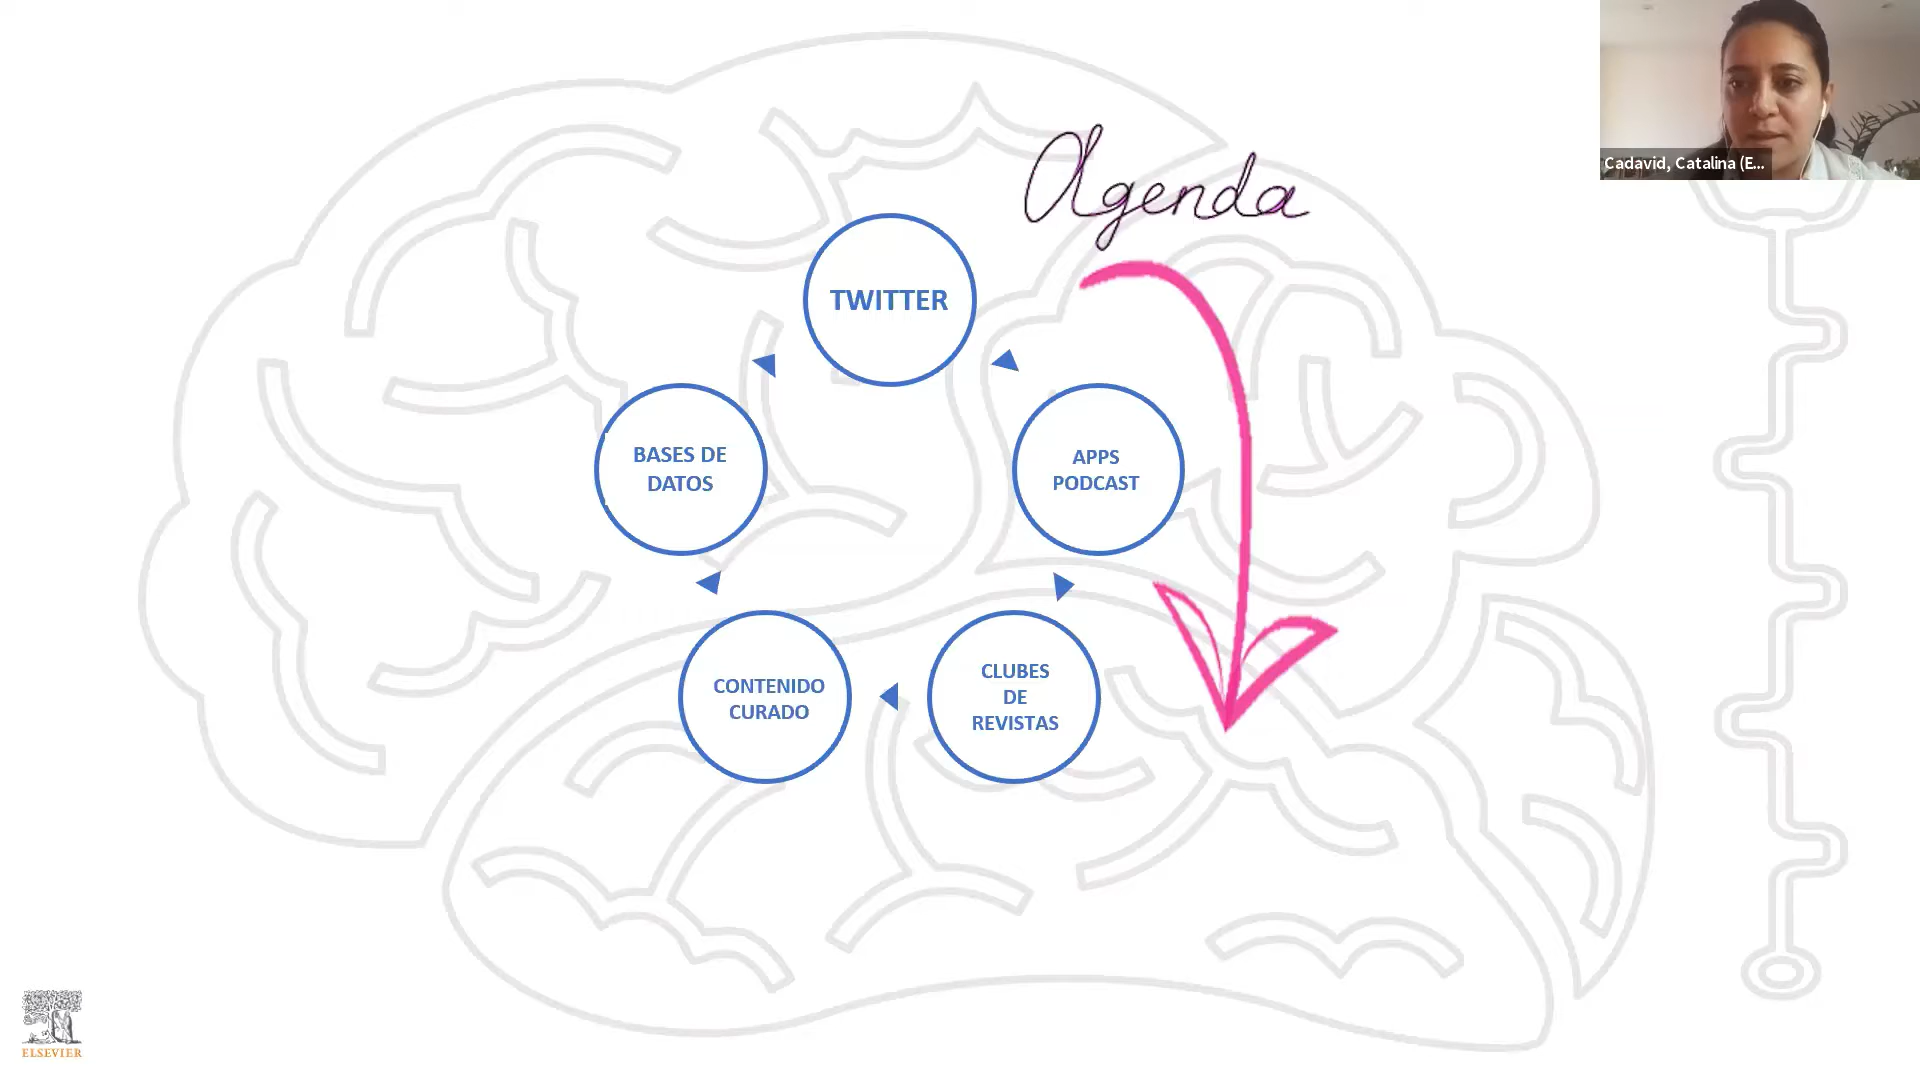 Cadavid, Catalina (E...
Agenda
TWITTER
APPS
PODCAST
CLUBES
DE
REVISTAS
CONTENIDO
CURADO
BASES DE
DATOS
ELSEVIER